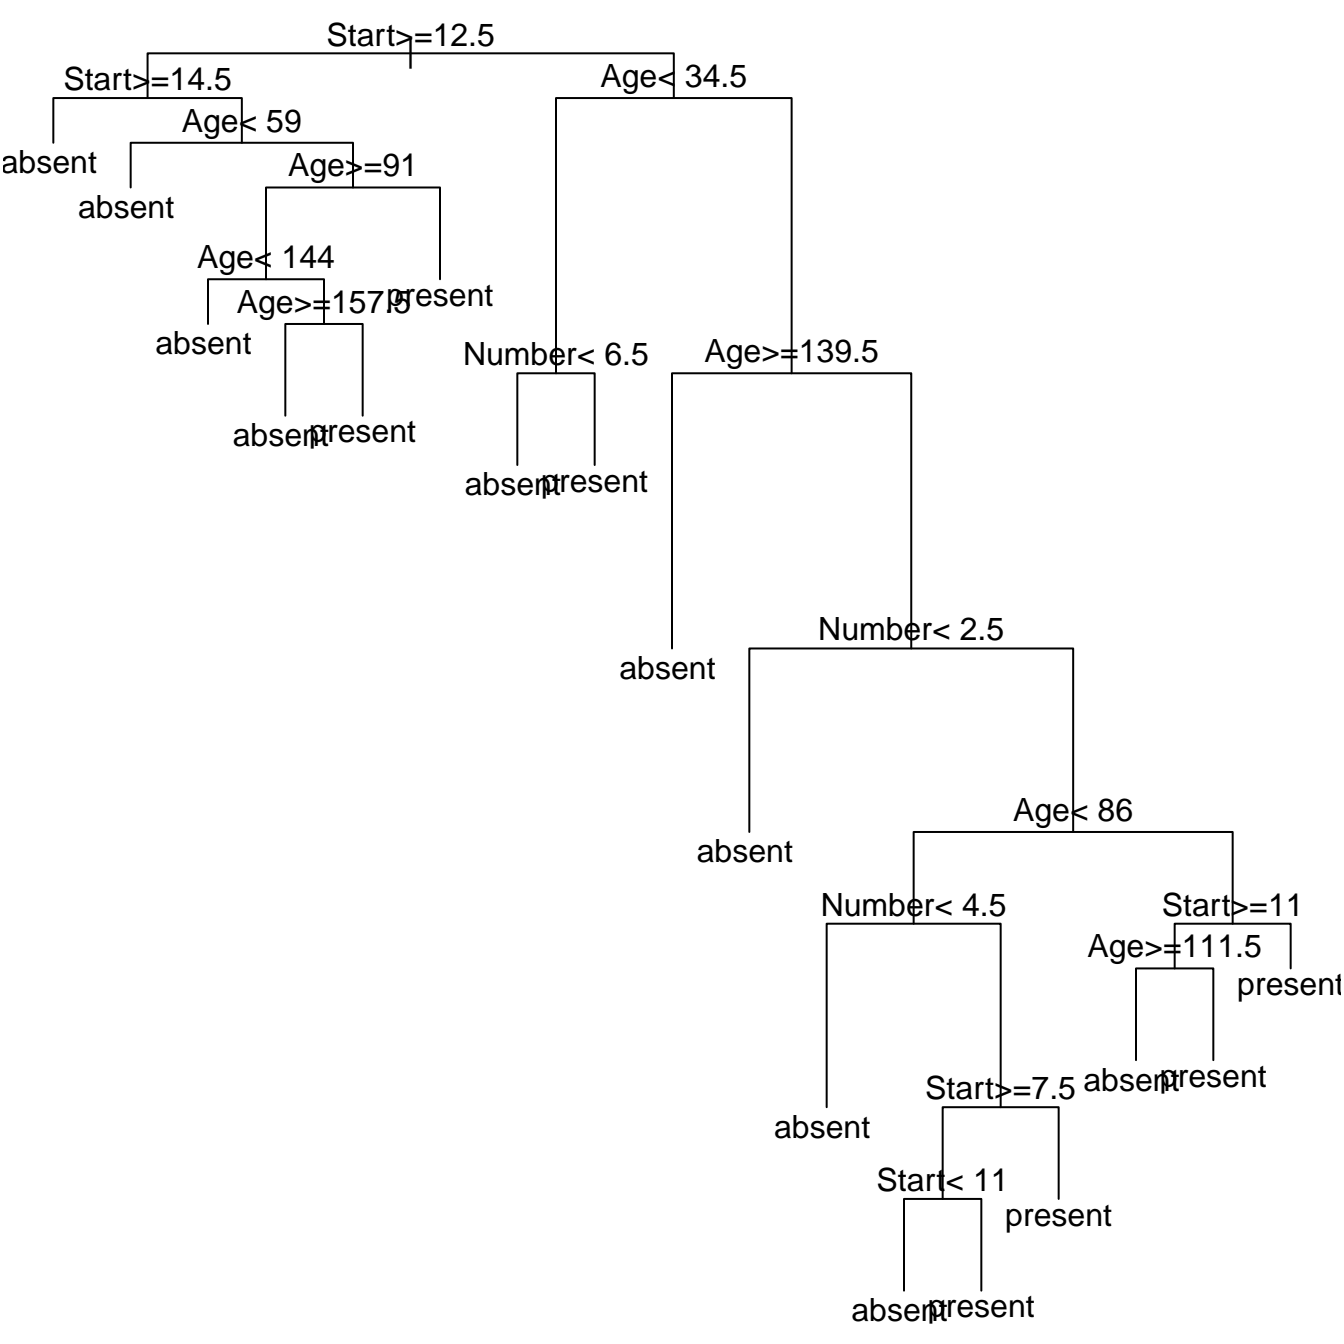 Start>=12.5
Start>=14.5
Age< 34.5
Age< 59
absent
Age>=91
absent
Age< 144
Age>=157.5
present
absent
Number< 6.5
Age>=139.5
absent
present
absent
present
Number< 2.5
absent
Age< 86
absent
Number< 4.5
Start>=11
Age>=111.5
present
Start>=7.5
absent
present
absent
Start< 11
present
absent
present